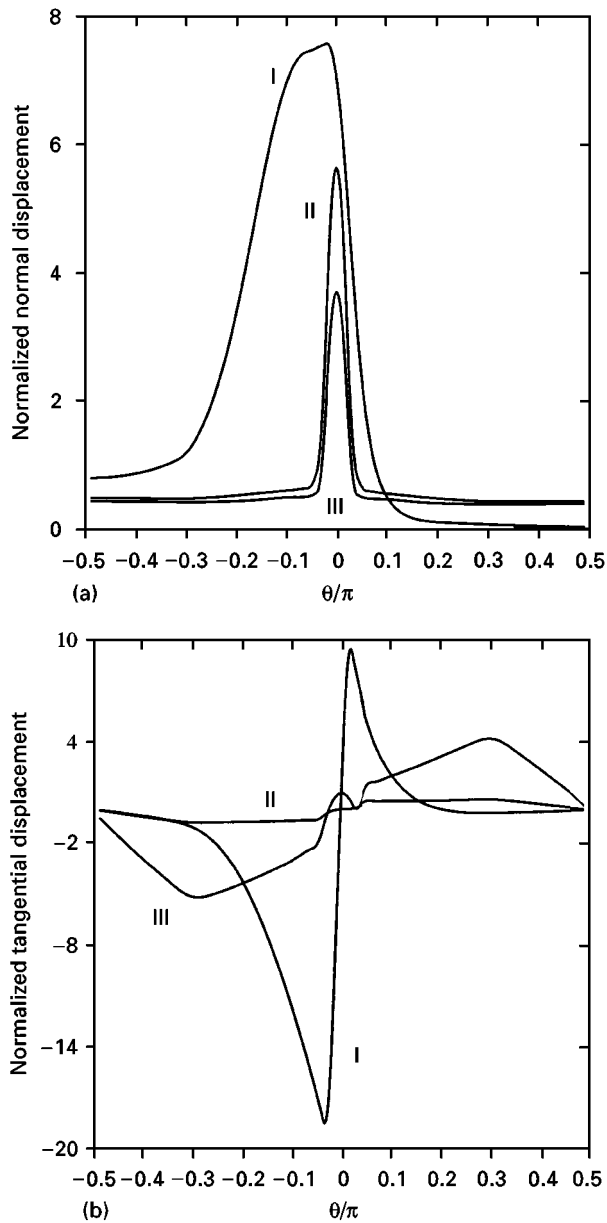 Normalized normal displacement
8
6
4
2
0
I
II
III
−0.5 −0.4 −0.3 −0.2 −0.1 0 0.1 0.2 0.3 0.4 0.5
(a) θ/π
Normalized tangential displacement
10
4
−2
−8
−14
−20
II
III
I
−0.5 −0.4 −0.3 −0.2 −0.1 0 0.1 0.2 0.3 0.4 0.5
(b) θ/π